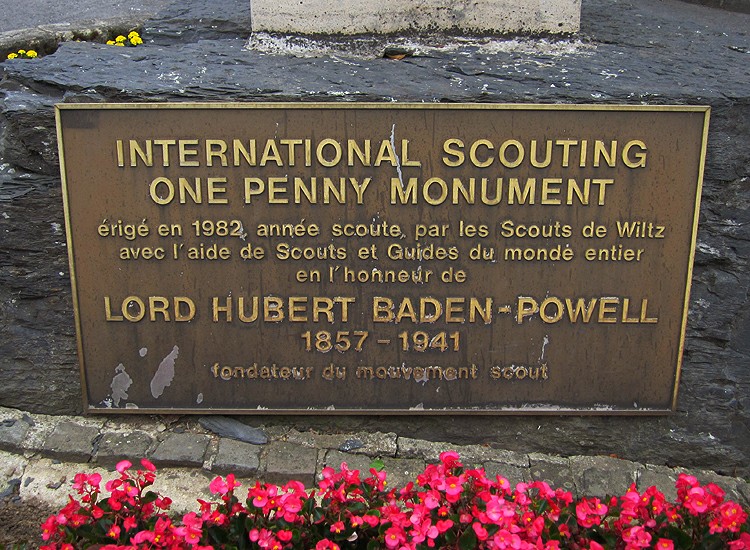 INTERNATIONAL SCOUTING
ONE PENNY MONUMENT
érigé en 1982, année scoute, par les Scouts de Wiltz
avec l'aide de Scouts et Guides du monde entier
en l'honneur de
LORD HUBERT BADEN-POWELL
1857-1941
fondateur du mouvement scout